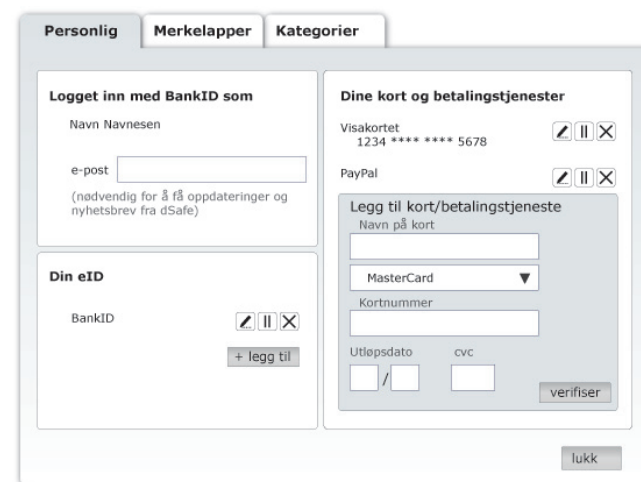 Personlig
Merkelapper
Kategorier
Logget inn med BankID som
Navn Navnesen
e-post
(nødvendig for å få oppdateringer og
nyhetsbrev fra dSafe)
Din eID
BankID
+ legg til
Dine kort og betalingstjenester
Visakortet
1234 **** **** 5678
PayPal
Legg til kort/betalingstjeneste
Navn på kort
MasterCard
Kortnummer
Utløpsdato cvc
/
verifiser
lukk